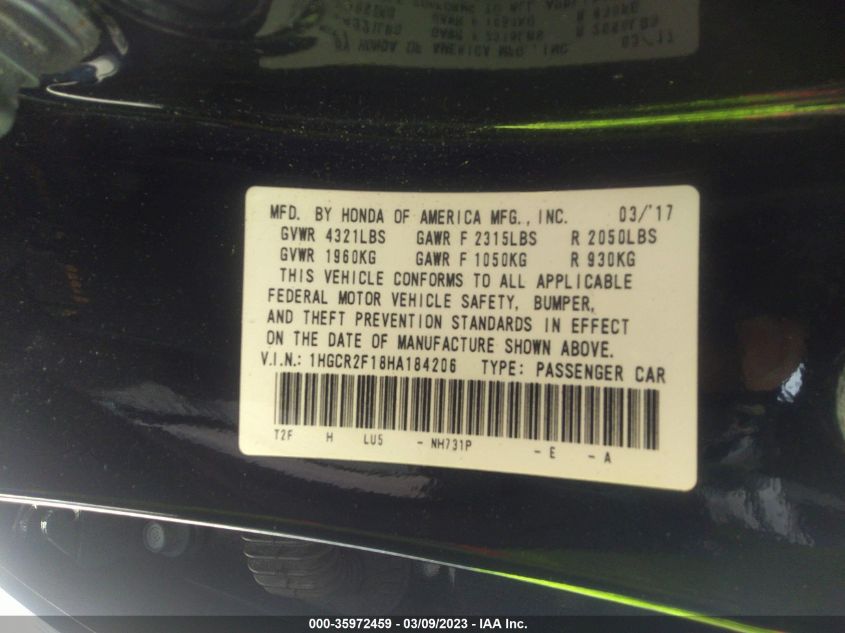 MFD. BY HONDA OF AMERICA MFG., INC. 03/'17
GVWR 4321LBS GAWR F 2315LBS R 2050LBS
GVWR 1960KG GAWR F 1050KG R 930KG
THIS VEHICLE CONFORMS TO ALL APPLICABLE
FEDERAL MOTOR VEHICLE SAFETY, BUMPER,
AND THEFT PREVENTION STANDARDS IN EFFECT
ON THE DATE OF MANUFACTURE SHOWN ABOVE.
V.I.N.: 1HGCR2F18HA184206 TYPE: PASSENGER CAR
T2F H LU5 - NH731P - E - A
000-35972459 - 03/09/2023 - IAA Inc.